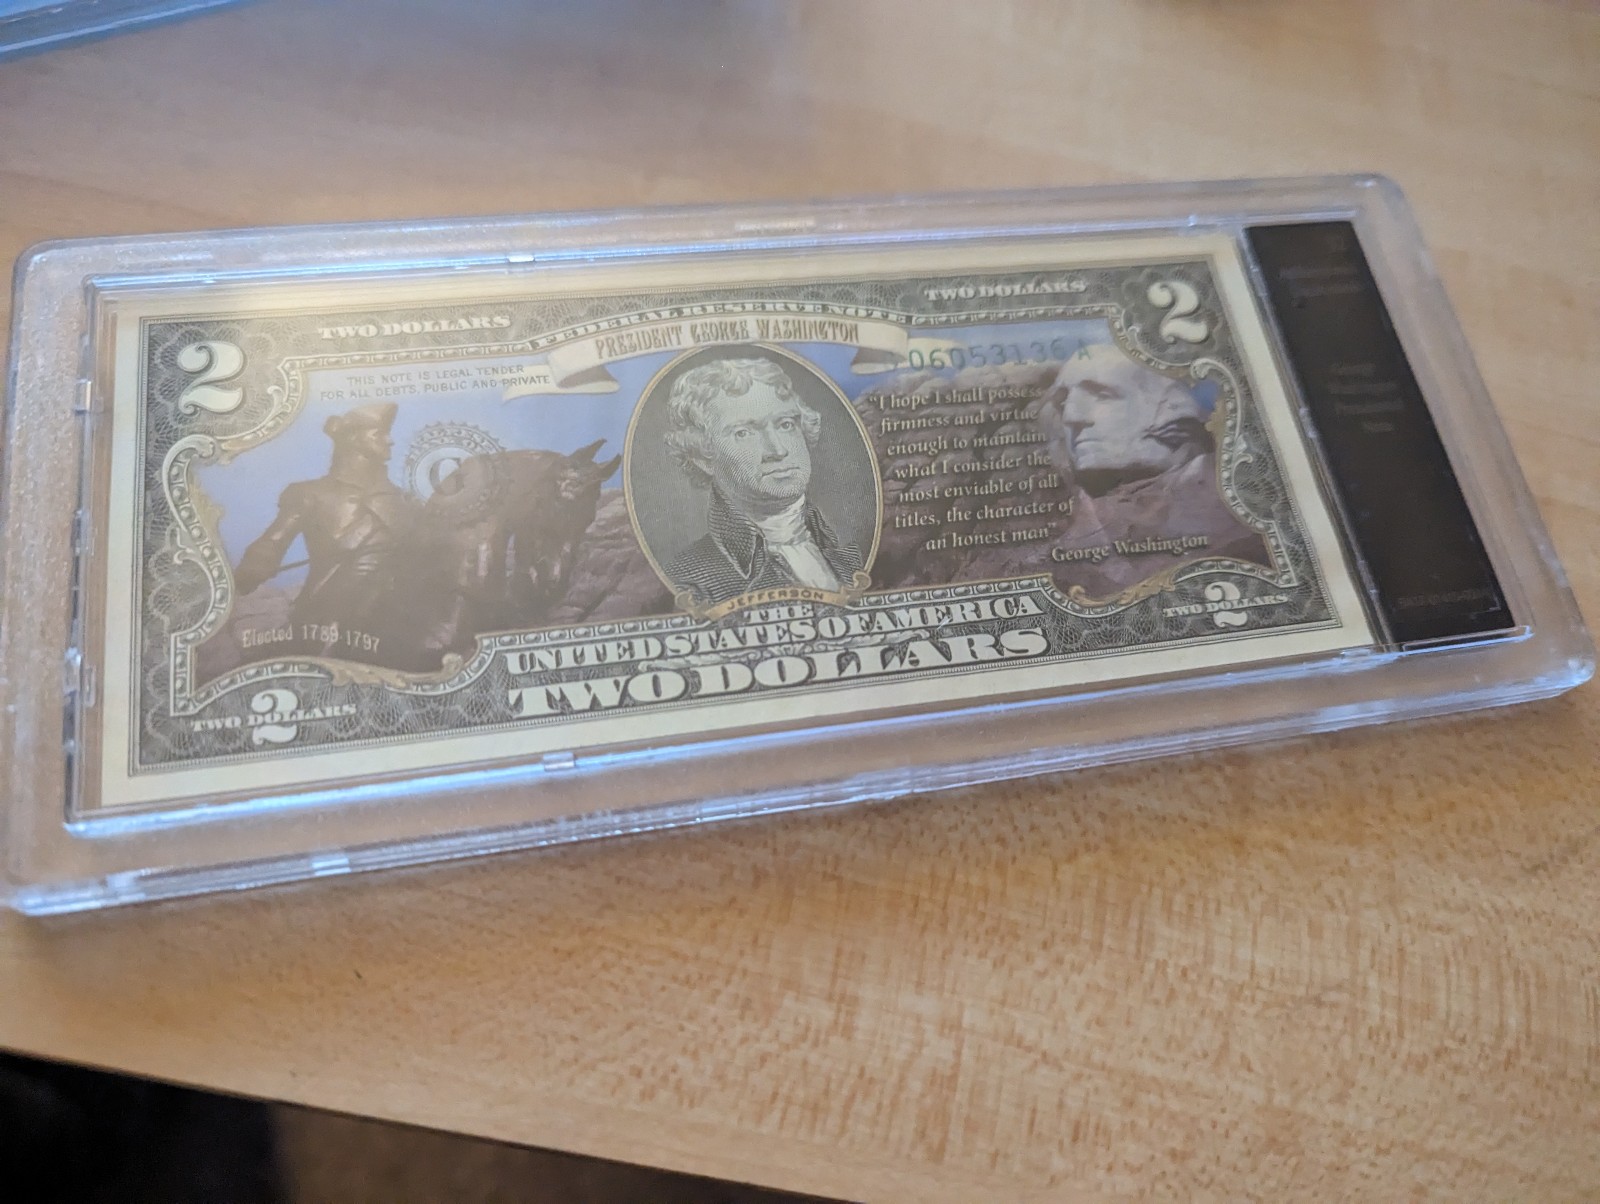 TWO DOLLARS
FEDERAL RESERVE NOTE
TWO DOLLARS
2
2
PRESIDENT GEORGE WASHINGTON
THIS NOTE IS LEGAL TENDER
FOR ALL DEBTS, PUBLIC AND PRIVATE
06053136 A
"I hope I shall possess
firmness and virtue
enough to maintain
what I consider the
most enviable of all
titles, the character of
an honest man"
George Washington
Elected 1789-1797
JEFFERSON
THE
UNITED STATES OF AMERICA
TWO DOLLARS
2
TWO DOLLARS
2
TWO DOLLARS
George
Washington
Presidential